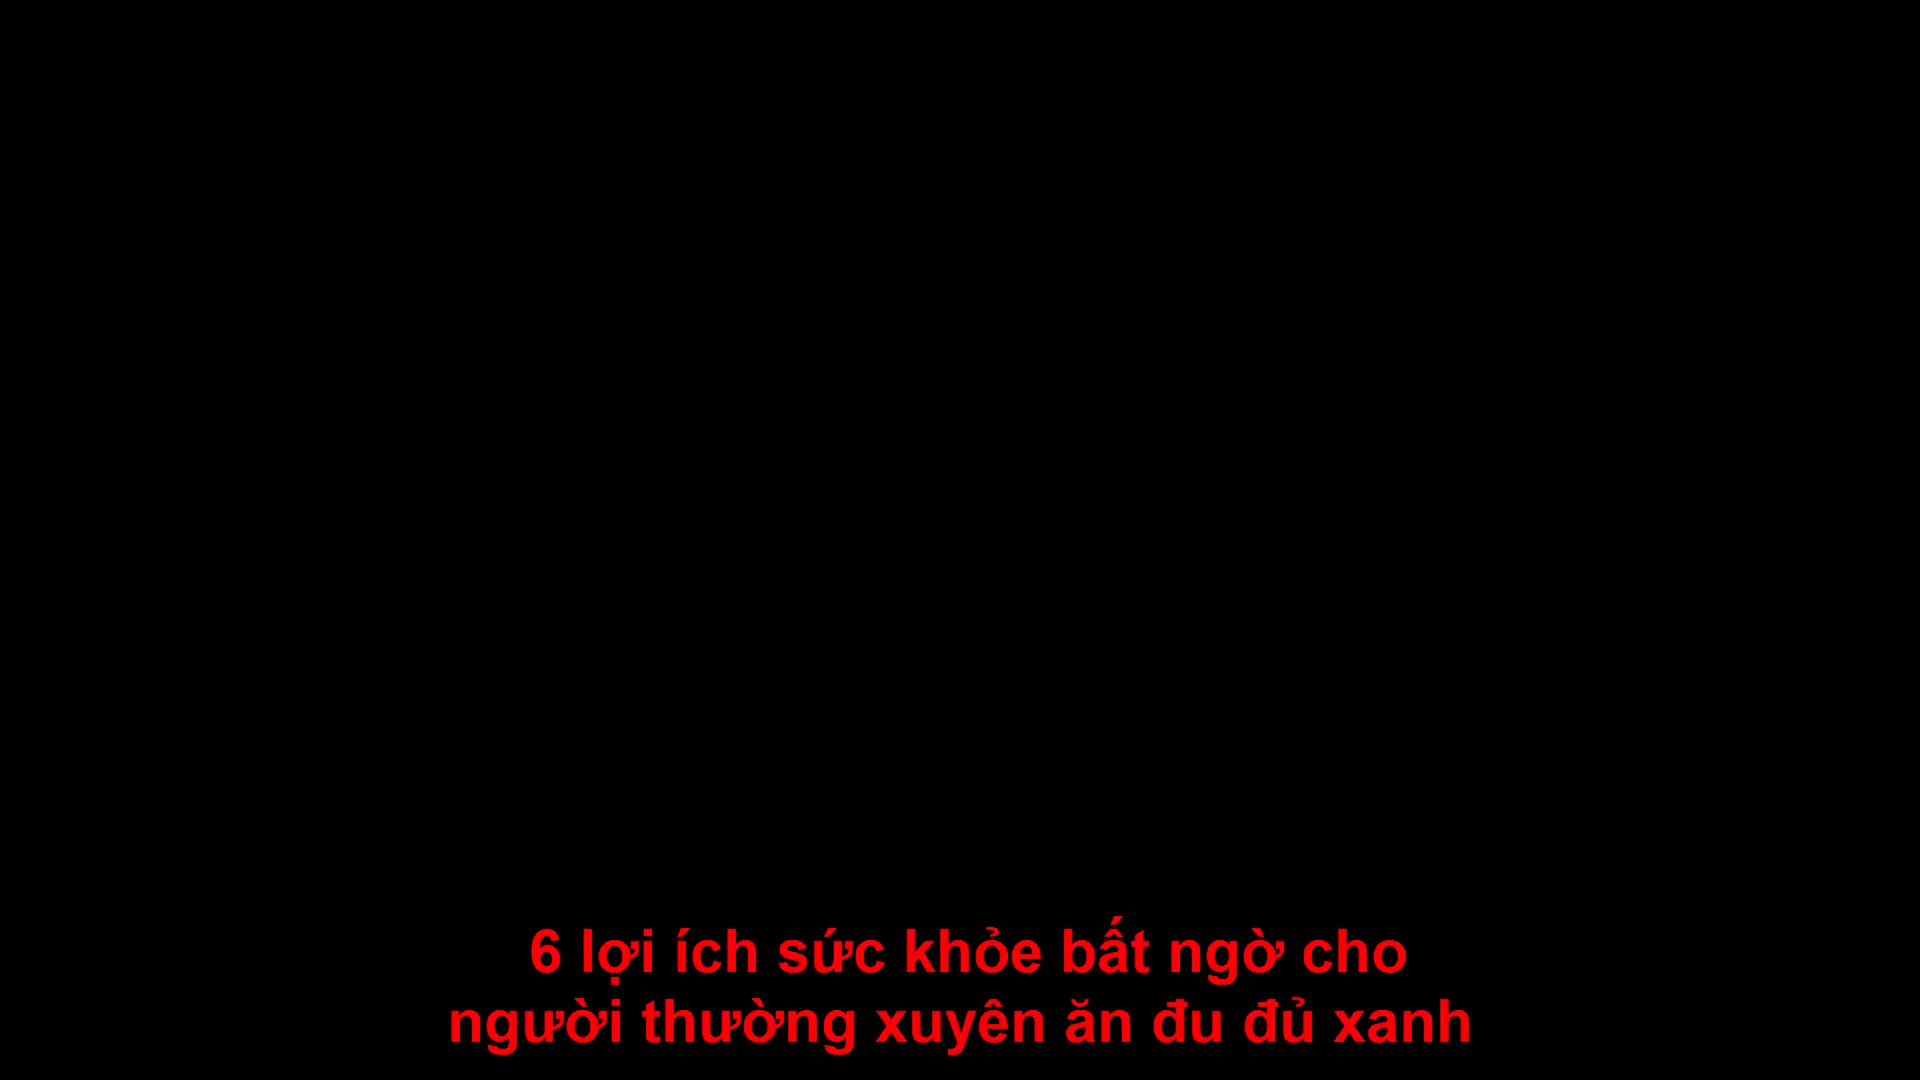 6 lợi ích sức khỏe bất ngờ cho
người thường xuyên ăn đu đủ xanh